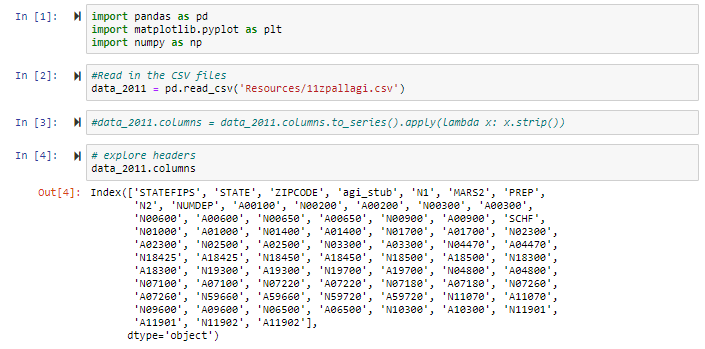 In [1]:
import pandas as pd
import matplotlib.pyplot as plt
import numpy as np
In [2]:
#Read in the CSV files
data_2011 = pd.read_csv('Resources/11zpallagi.csv')
In [3]:
#data_2011.columns = data_2011.columns.to_series().apply(lambda x: x.strip())
In [4]:
# explore headers
data_2011.columns
Out[4]:
Index(['STATEFIPS', 'STATE', 'ZIPCODE', 'agi_stub', 'N1', 'MARS2', 'PREP',
'N2', 'NUMDEP', 'A00100', 'N00200', 'A00200', 'N00300', 'A00300',
'N00600', 'A00600', 'N00650', 'A00650', 'N00900', 'A00900', 'SCHF',
'N01000', 'A01000', 'N01400', 'A01400', 'N01700', 'A01700', 'N02300',
'A02300', 'N02500', 'A02500', 'N03300', 'A03300', 'N04470', 'A04470',
'N18425', 'A18425', 'N18450', 'A18450', 'N18500', 'A18500', 'N18300',
'A18300', 'N19300', 'A19300', 'N19700', 'A19700', 'N04800', 'A04800',
'N07100', 'A07100', 'N07220', 'A07220', 'N07180', 'A07180', 'N07260',
'A07260', 'N59660', 'A59660', 'N59720', 'A59720', 'N11070', 'A11070',
'N09600', 'A09600', 'N06500', 'A06500', 'N10300', 'A10300', 'N11901',
'A11901', 'N11902', 'A11902'],
dtype='object')